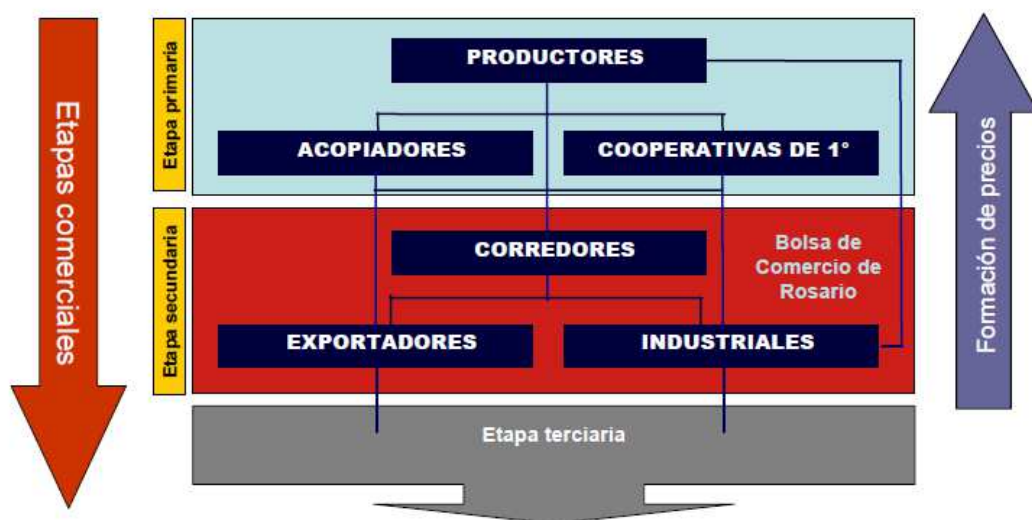 Etapas comerciales
Etapa primaria
PRODUCTORES
ACOPIADORES
COOPERATIVAS DE 1°
Etapa secundaria
CORREDORES
Bolsa de
Comercio de
Rosario
EXPORTADORES
INDUSTRIALES
Etapa terciaria
Formación de precios